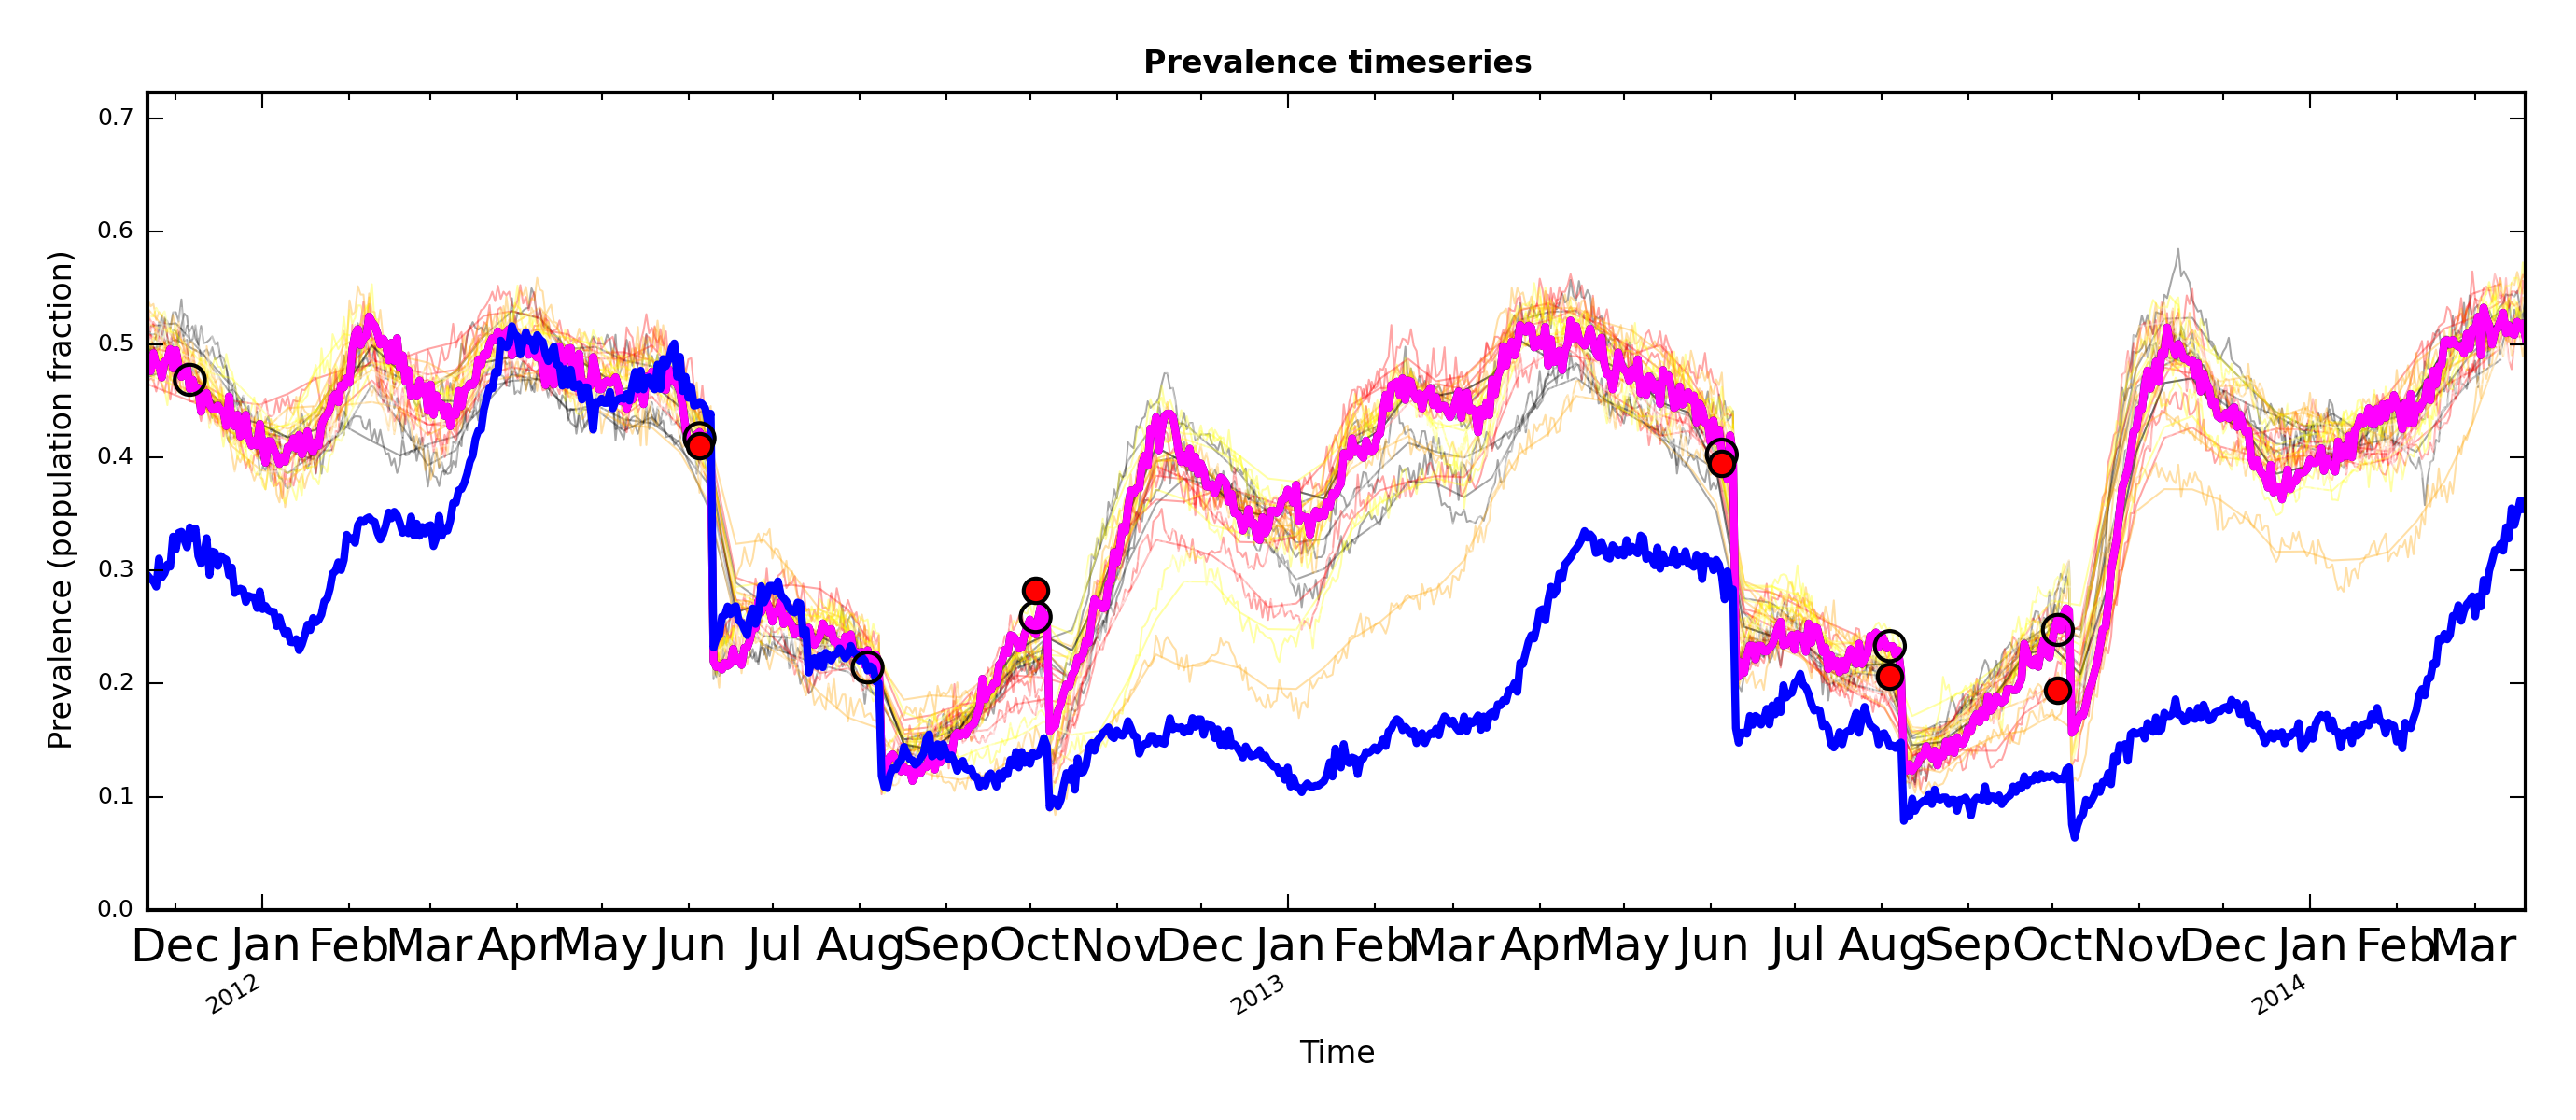 Prevalence timeseries
Prevalence (population fraction)
0.7
0.6
0.5
0.4
0.3
0.2
0.1
0.0
Dec Jan Feb Mar Apr May Jun Jul Aug Sep Oct Nov Dec Jan Feb Mar Apr May Jun Jul Aug Sep Oct Nov Dec Jan Feb Mar
2012 2013 2014
Time